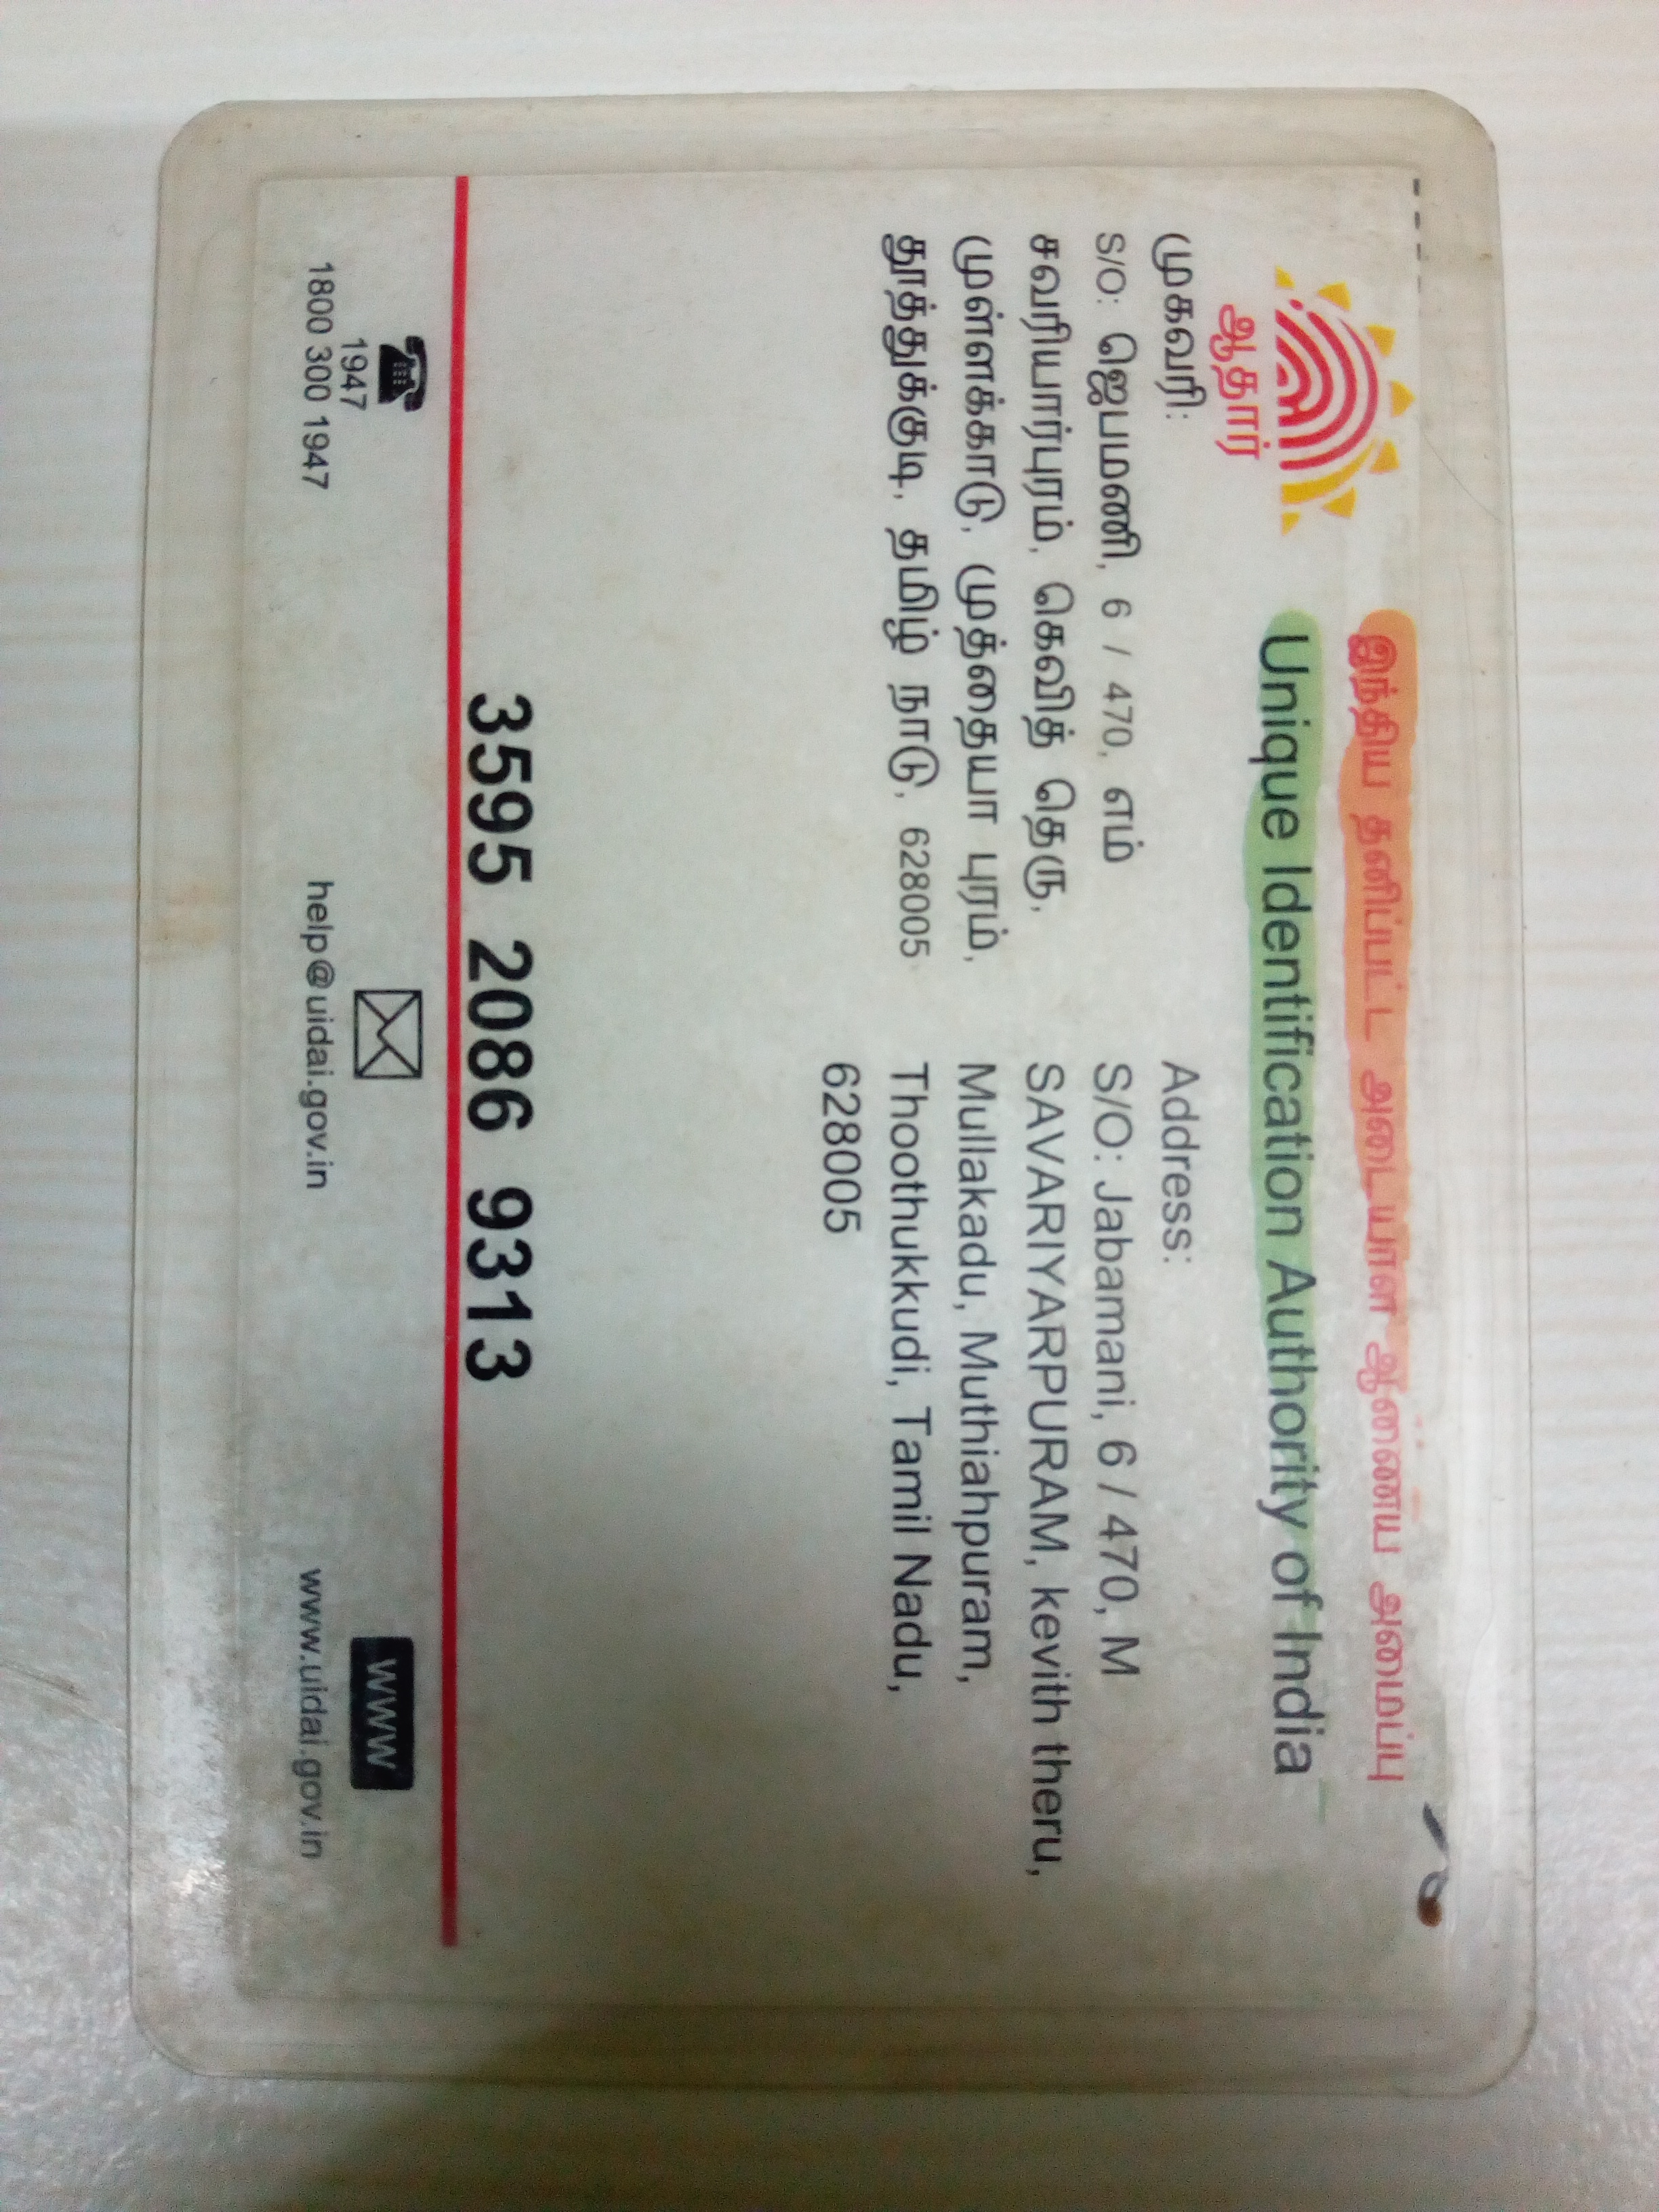 இந்திய தனிப்பட்ட அடையாள ஆணைய அமைப்பு
Unique Identification Authority of India
ஆதார்
முகவரி:
S/O: ஜெபமணி, 6 / 470, எம்
சவரியார்புரம், கெவித் தெரு,
முள்ளக்காடு, முத்தையா புரம்,
தூத்துக்குடி, தமிழ் நாடு, 628005
Address:
S/O: Jabamani, 6 / 470, M
SAVARIYARPURAM, kevith theru,
Mullakadu, Muthiahpuram,
Thoothukkudi, Tamil Nadu,
628005
3595 2086 9313
1947
1800 300 1947
help@uidai.gov.in
www
www.uidai.gov.in